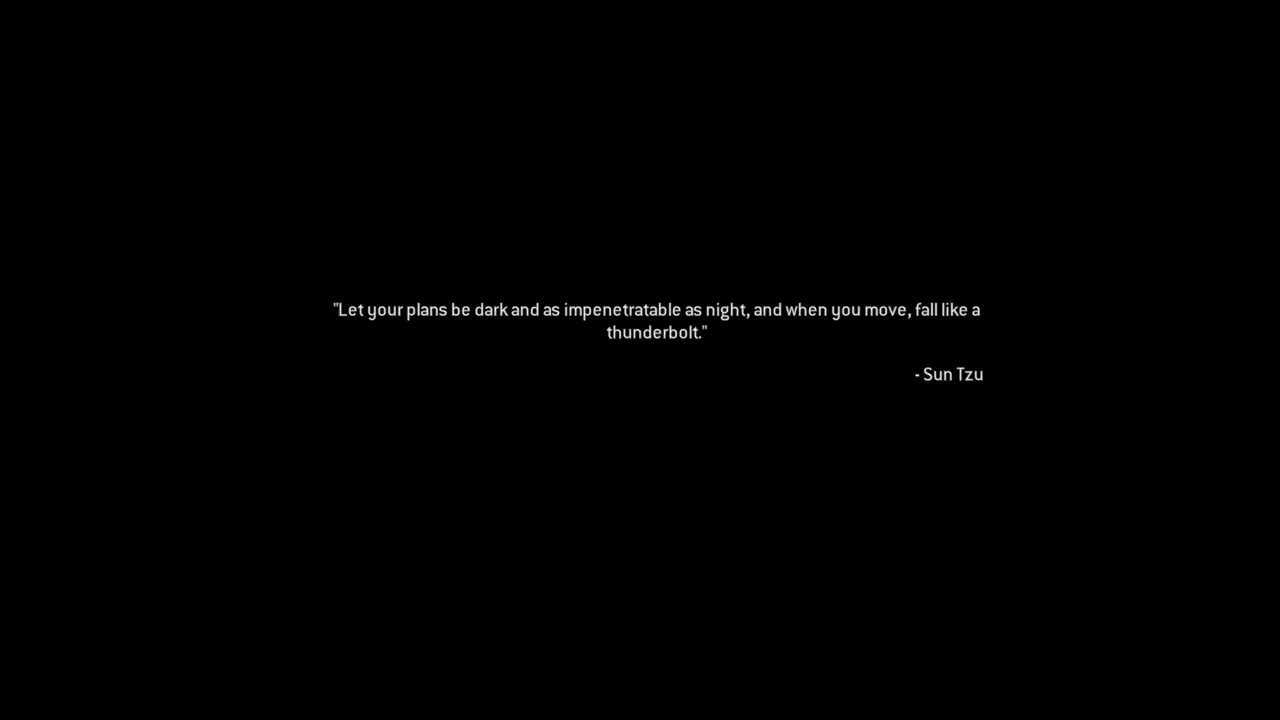 "Let your plans be dark and as impenetratable as night, and when you move, fall like a
thunderbolt."
- Sun Tzu